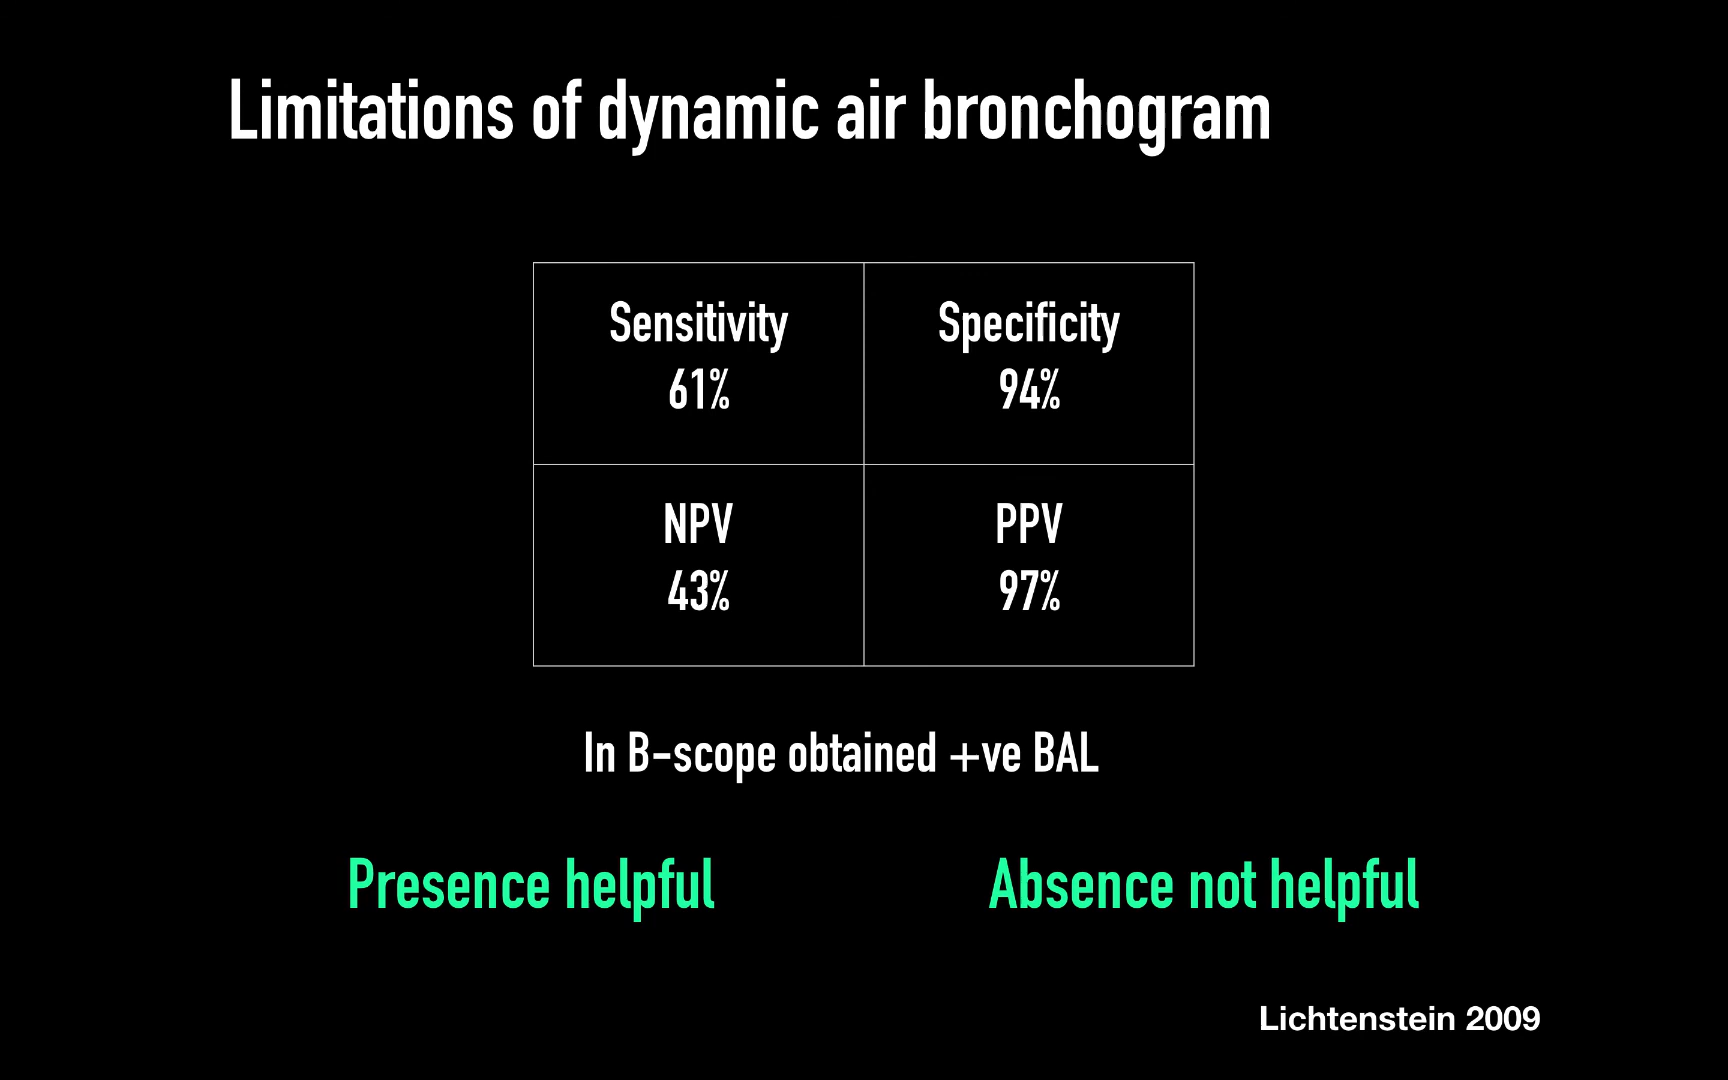 Limitations of dynamic air bronchogram
Sensitivity
61%
Specificity
94%
NPV
43%
PPV
97%
In B-scope obtained +ve BAL
Presence helpful
Absence not helpful
Lichtenstein 2009